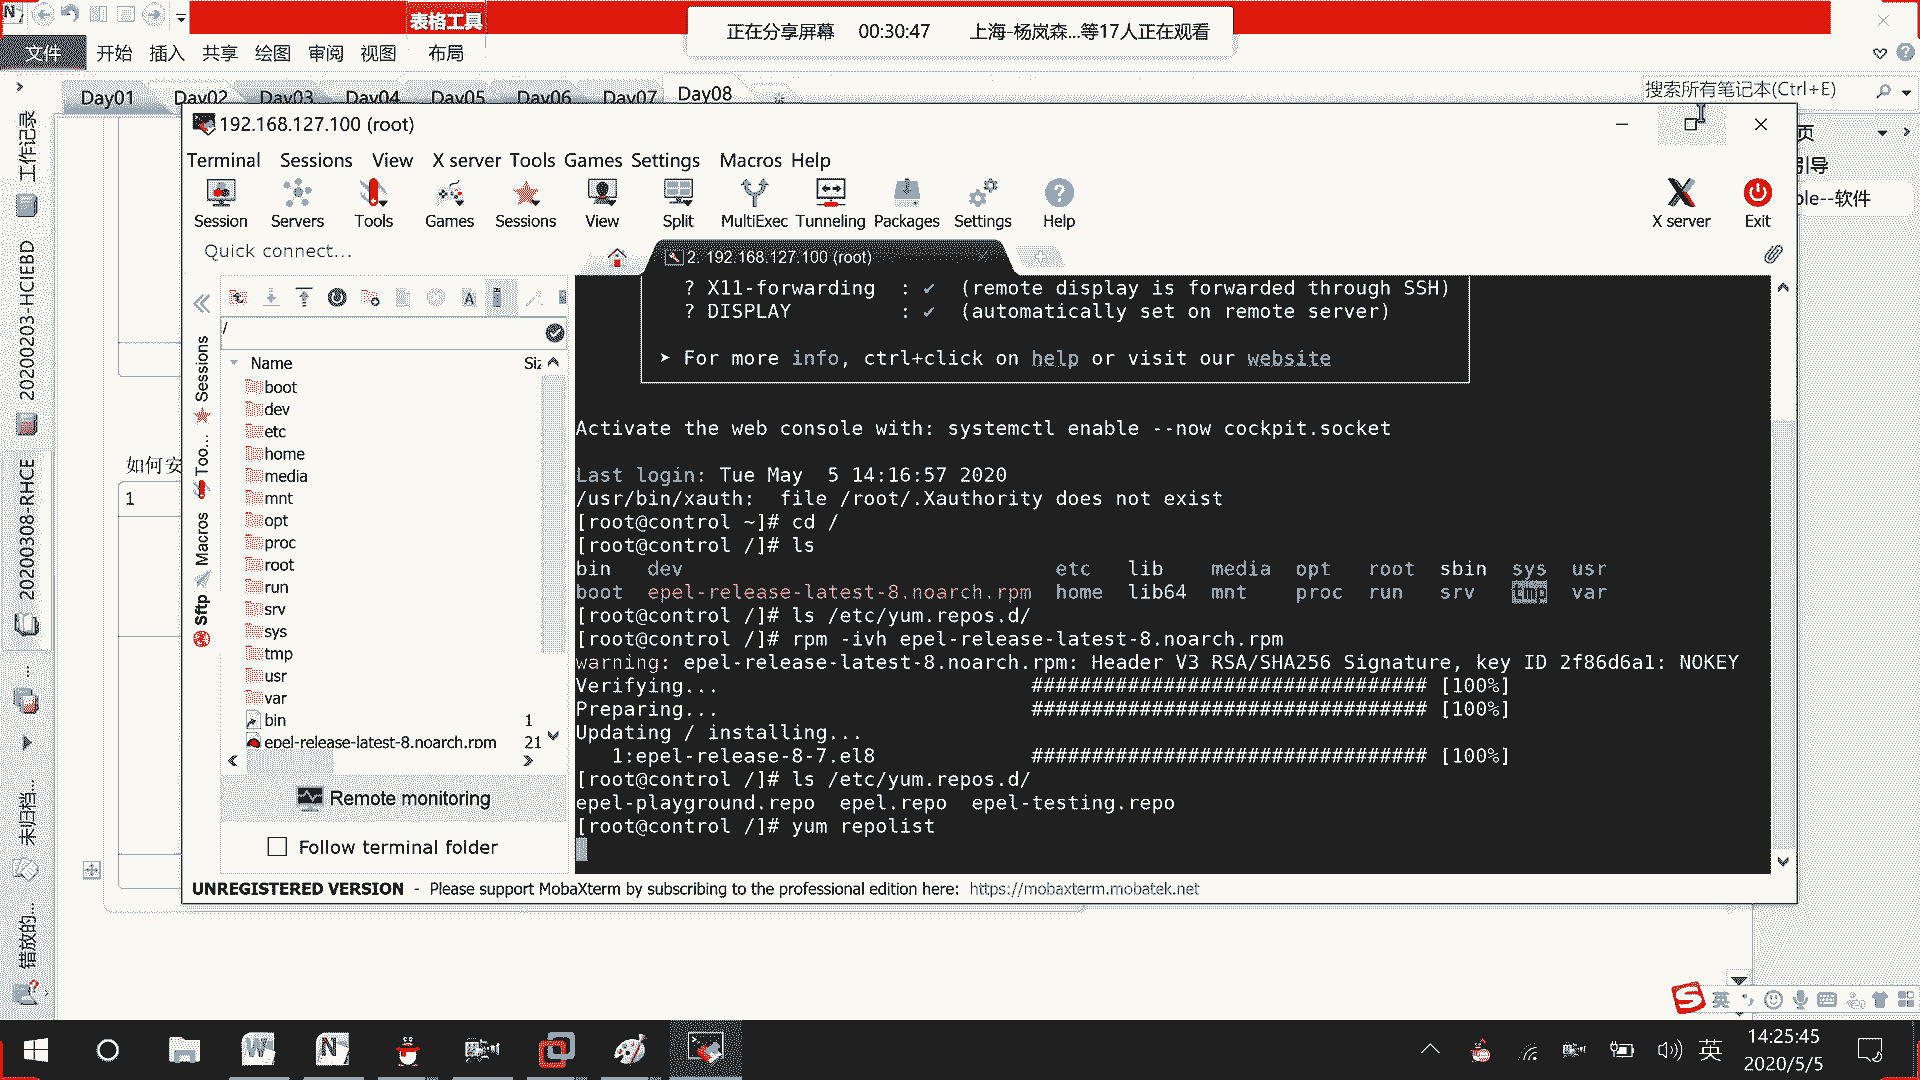 表格工具
正在分享屏幕 00:30:47 上海-杨岚森...等17人正在观看
文件 开始 插入 共享 绘图 审阅 视图 布局
Day01 Day02 Day03 Day04 Day05 Day06 Day07 Day08
搜索所有笔记本(Ctrl+E)
工作记录
20200203-HCIEBD
20200308-RHCE
...
未归档...
错放的...
如何安
1
页
引导
ble--软件
192.168.127.100 (root)
Terminal Sessions View X server Tools Games Settings Macros Help
Session Servers Tools Games Sessions View Split MultiExec Tunneling Packages Settings Help X server Exit
Quick connect...
2. 192.168.127.100 (root)
Sessions
Too...
Macros
Sftp
/
Name Siz
boot
dev
etc
home
media
mnt
opt
proc
root
run
srv
sys
tmp
usr
var
bin 1
epel-release-latest-8.noarch.rpm 21
Remote monitoring
Follow terminal folder
? X11-forwarding : ✓ (remote display is forwarded through SSH)
? DISPLAY : ✓ (automatically set on remote server)
➤ For more info, ctrl+click on help or visit our website
Activate the web console with: systemctl enable --now cockpit.socket
Last login: Tue May  5 14:16:57 2020
/usr/bin/xauth:  file /root/.Xauthority does not exist
[root@control ~]# cd /
[root@control /]# ls
bin dev etc lib media opt root sbin sys usr
boot epel-release-latest-8.noarch.rpm home lib64 mnt proc run srv tmp var
[root@control /]# ls /etc/yum.repos.d/
[root@control /]# rpm -ivh epel-release-latest-8.noarch.rpm
warning: epel-release-latest-8.noarch.rpm: Header V3 RSA/SHA256 Signature, key ID 2f86d6a1: NOKEY
Verifying... ################################# [100%]
Preparing... ################################# [100%]
Updating / installing...
1:epel-release-8-7.el8 ################################# [100%]
[root@control /]# ls /etc/yum.repos.d/
epel-playground.repo epel.repo epel-testing.repo
[root@control /]# yum repolist
UNREGISTERED VERSION - Please support MobaXterm by subscribing to the professional edition here: https://mobaxterm.mobatek.net
英
英 14:25:45
2020/5/5